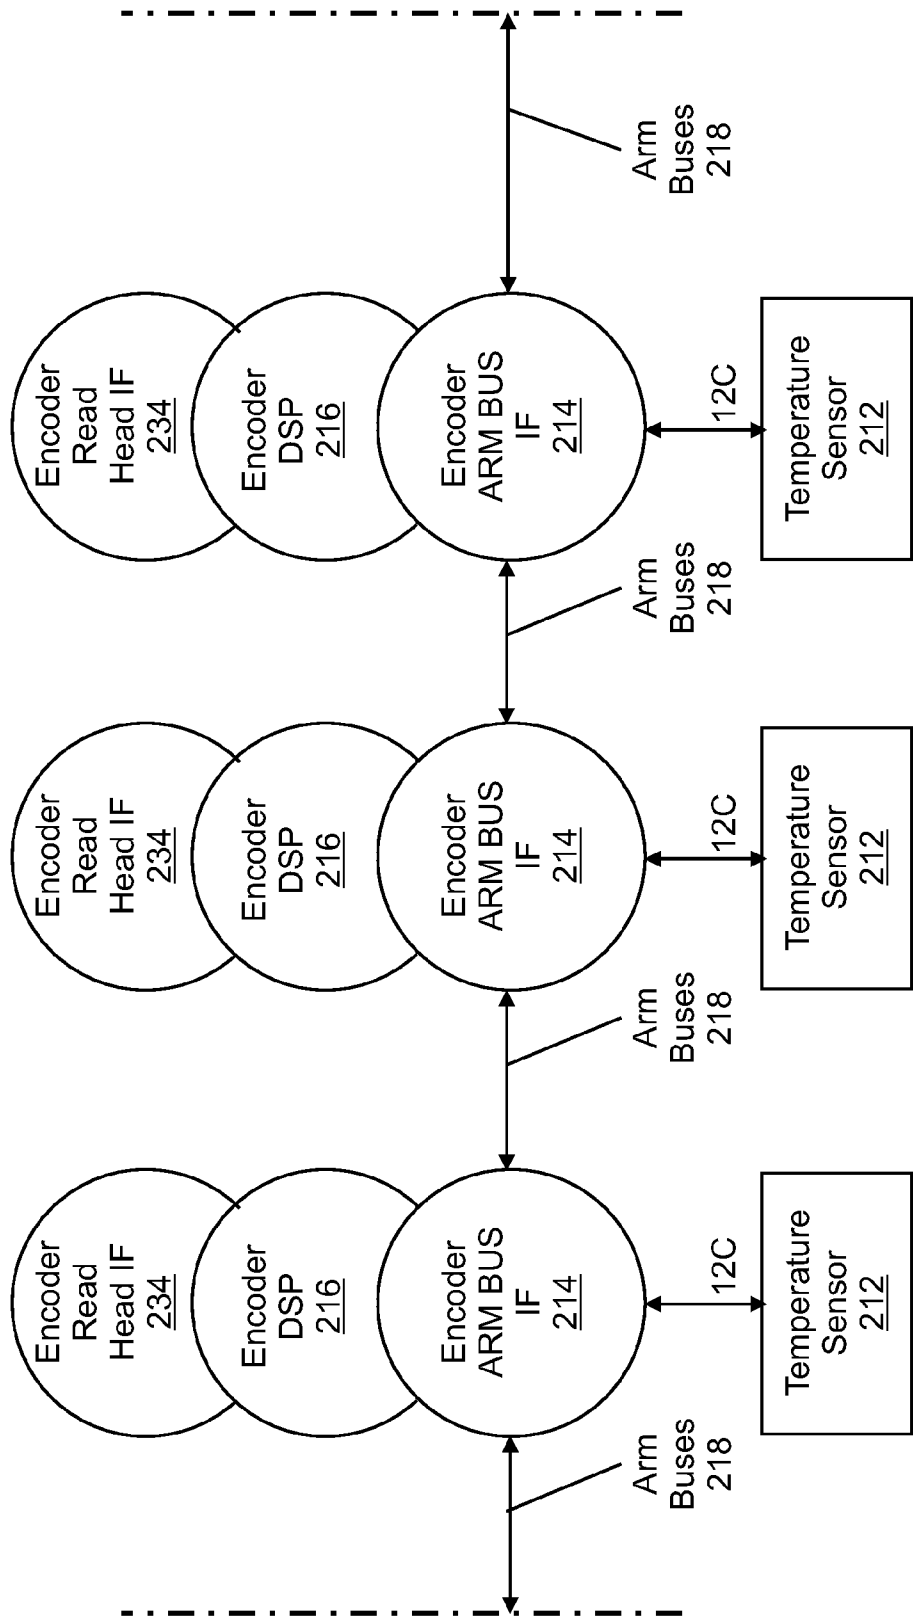 Encoder
Read
Head IF
234
Encoder
DSP
216
Encoder
ARM BUS
IF
214
12C
Temperature
Sensor
212
Arm
Buses
218
Encoder
Read
Head IF
234
Encoder
DSP
216
Encoder
ARM BUS
IF
214
12C
Temperature
Sensor
212
Arm
Buses
218
Encoder
Read
Head IF
234
Encoder
DSP
216
Encoder
ARM BUS
IF
214
12C
Temperature
Sensor
212
Arm
Buses
218
Arm
Buses
218